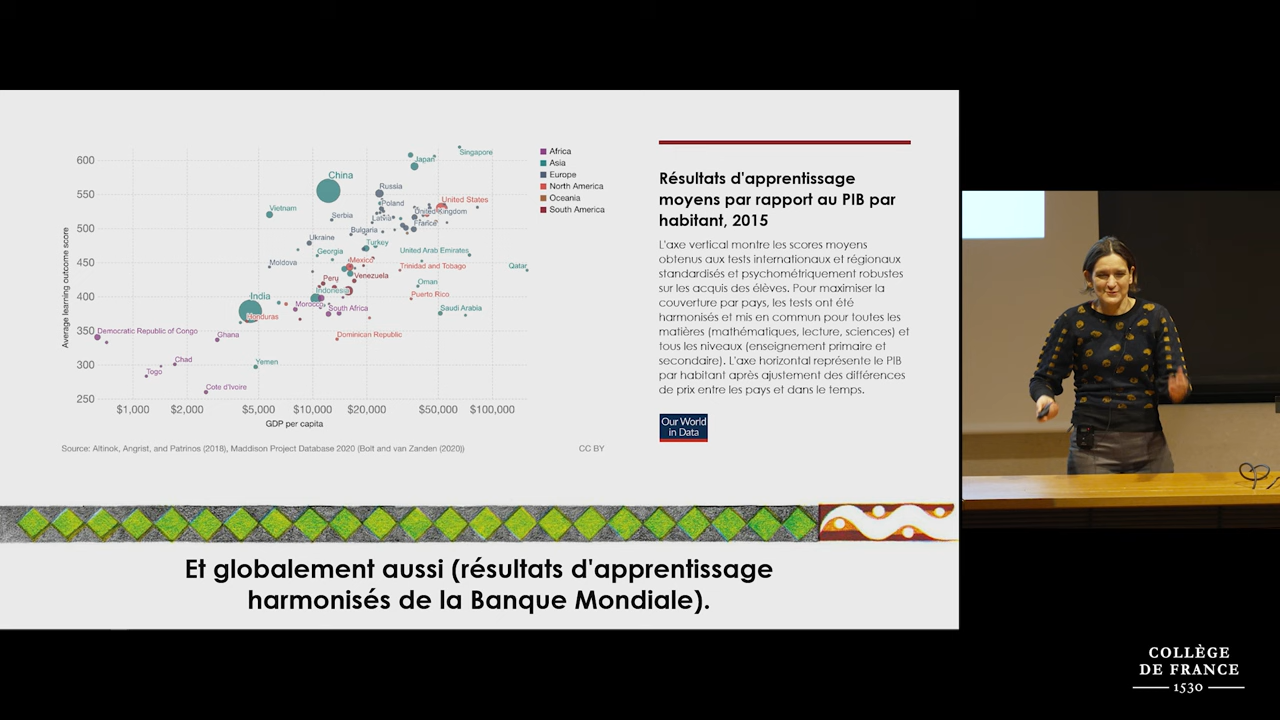 600
550
500
450
400
350
300
250
Average learning outcome score
$1,000
$2,000
$5,000
$10,000
$20,000
$50,000
$100,000
GDP per capita
Singapore
Japan
China
Russia
United States
Poland
Vietnam
Serbia
Latvia
United Kingdom
France
Bulgaria
Ukraine
Turkey
Georgia
United Arab Emirates
Moldova
Mexico
Trinidad and Tobago
Qatar
Peru
Venezuela
Oman
India
Indonesia
Puerto Rico
Morocco
South Africa
Saudi Arabia
Honduras
Democratic Republic of Congo
Ghana
Dominican Republic
Chad
Yemen
Togo
Cote d'Ivoire
Africa
Asia
Europe
North America
Oceania
South America
Source: Altinok, Angrist, and Patrinos (2018), Maddison Project Database 2020 (Bolt and van Zanden (2020))
CC BY
Résultats d'apprentissage
moyens par rapport au PIB par
habitant, 2015
L'axe vertical montre les scores moyens
obtenus aux tests internationaux et régionaux
standardisés et psychométriquement robustes
sur les acquis des élèves. Pour maximiser la
couverture par pays, les tests ont été
harmonisés et mis en commun pour toutes les
matières (mathématiques, lecture, sciences) et
tous les niveaux (enseignement primaire et
secondaire). L'axe horizontal représente le PIB
par habitant après ajustement des différences
de prix entre les pays et dans le temps.
Our World
in Data
Et globalement aussi (résultats d'apprentissage
harmonisés de la Banque Mondiale).
COLLÈGE
DE FRANCE
1530